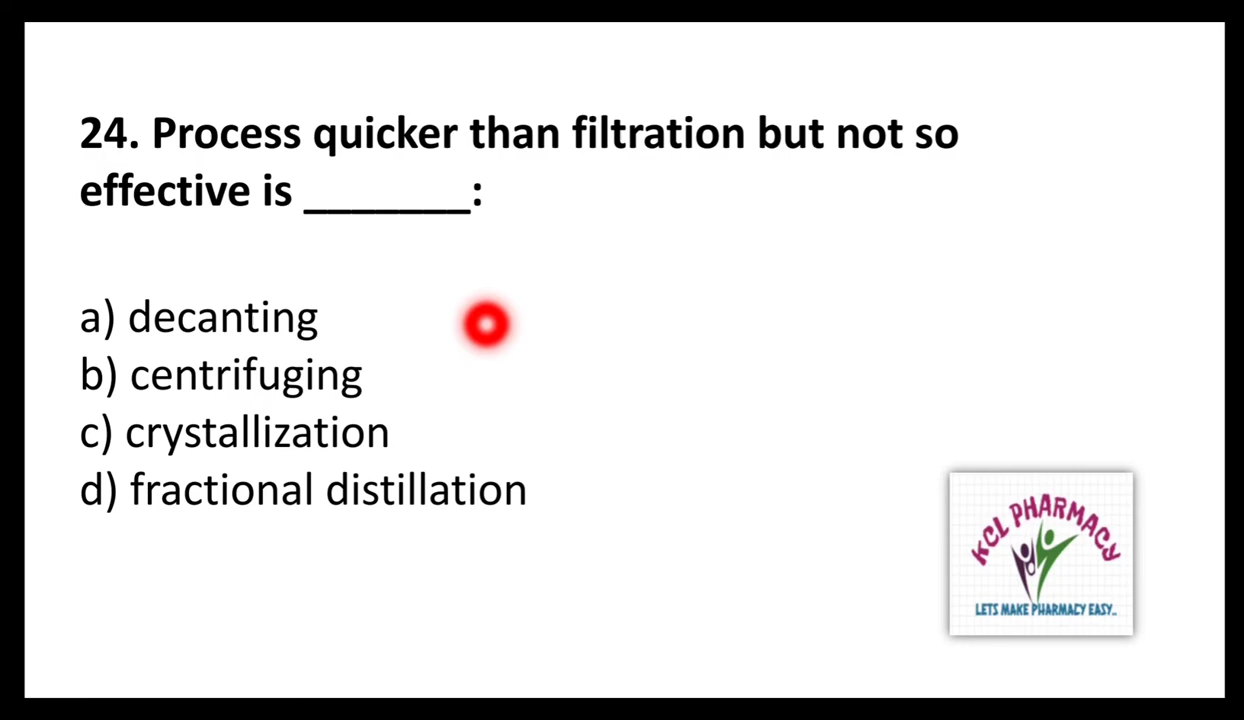 24. Process quicker than filtration but not so
effective is _______:
a) decanting
b) centrifuging
c) crystallization
d) fractional distillation
KCL PHARMACY
LETS MAKE PHARMACY EASY..